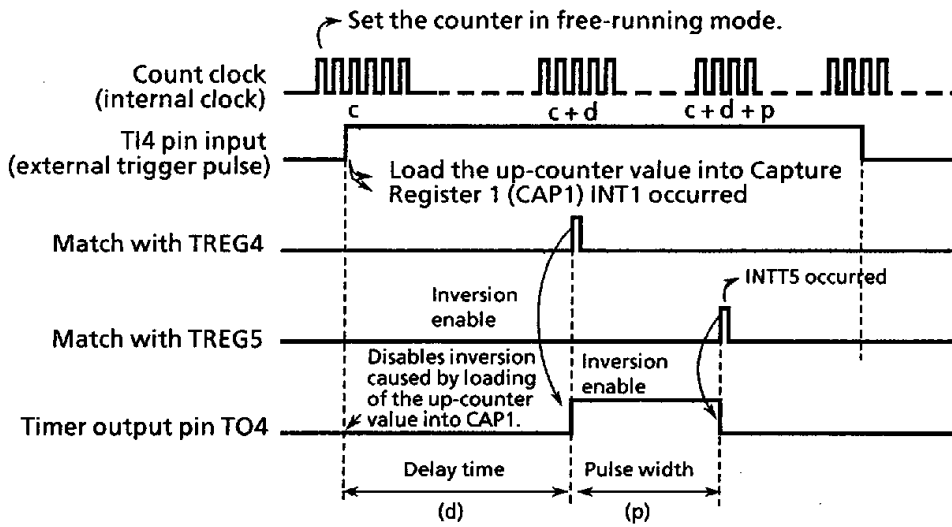 Set the counter in free-running mode.
Count clock
(internal clock)
c
c + d
c + d + p
TI4 pin input
(external trigger pulse)
Load the up-counter value into Capture
Register 1 (CAP1) INT1 occurred
Match with TREG4
INTT5 occurred
Inversion
enable
Match with TREG5
Disables inversion
caused by loading
of the up-counter
value into CAP1.
Inversion
enable
Timer output pin TO4
Delay time
Pulse width
(d)
(p)